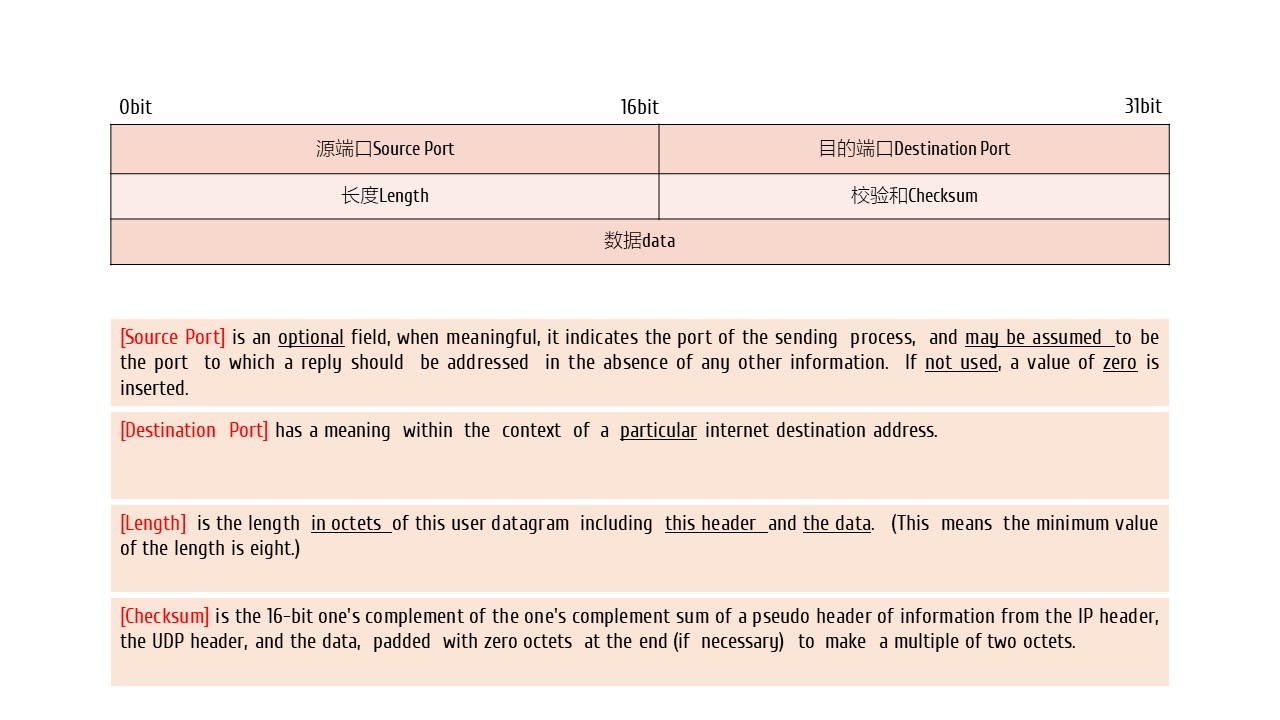 0bit 16bit 31bit
源端口Source Port 目的端口Destination Port
长度Length 校验和Checksum
数据data
[Source Port] is an optional field, when meaningful, it indicates the port of the sending process, and may be assumed to be
the port to which a reply should be addressed in the absence of any other information. If not used, a value of zero is
inserted.
[Destination Port] has a meaning within the context of a particular internet destination address.
[Length] is the length in octets of this user datagram including this header and the data. (This means the minimum value
of the length is eight.)
[Checksum] is the 16-bit one's complement of the one's complement sum of a pseudo header of information from the IP header,
the UDP header, and the data, padded with zero octets at the end (if necessary) to make a multiple of two octets.